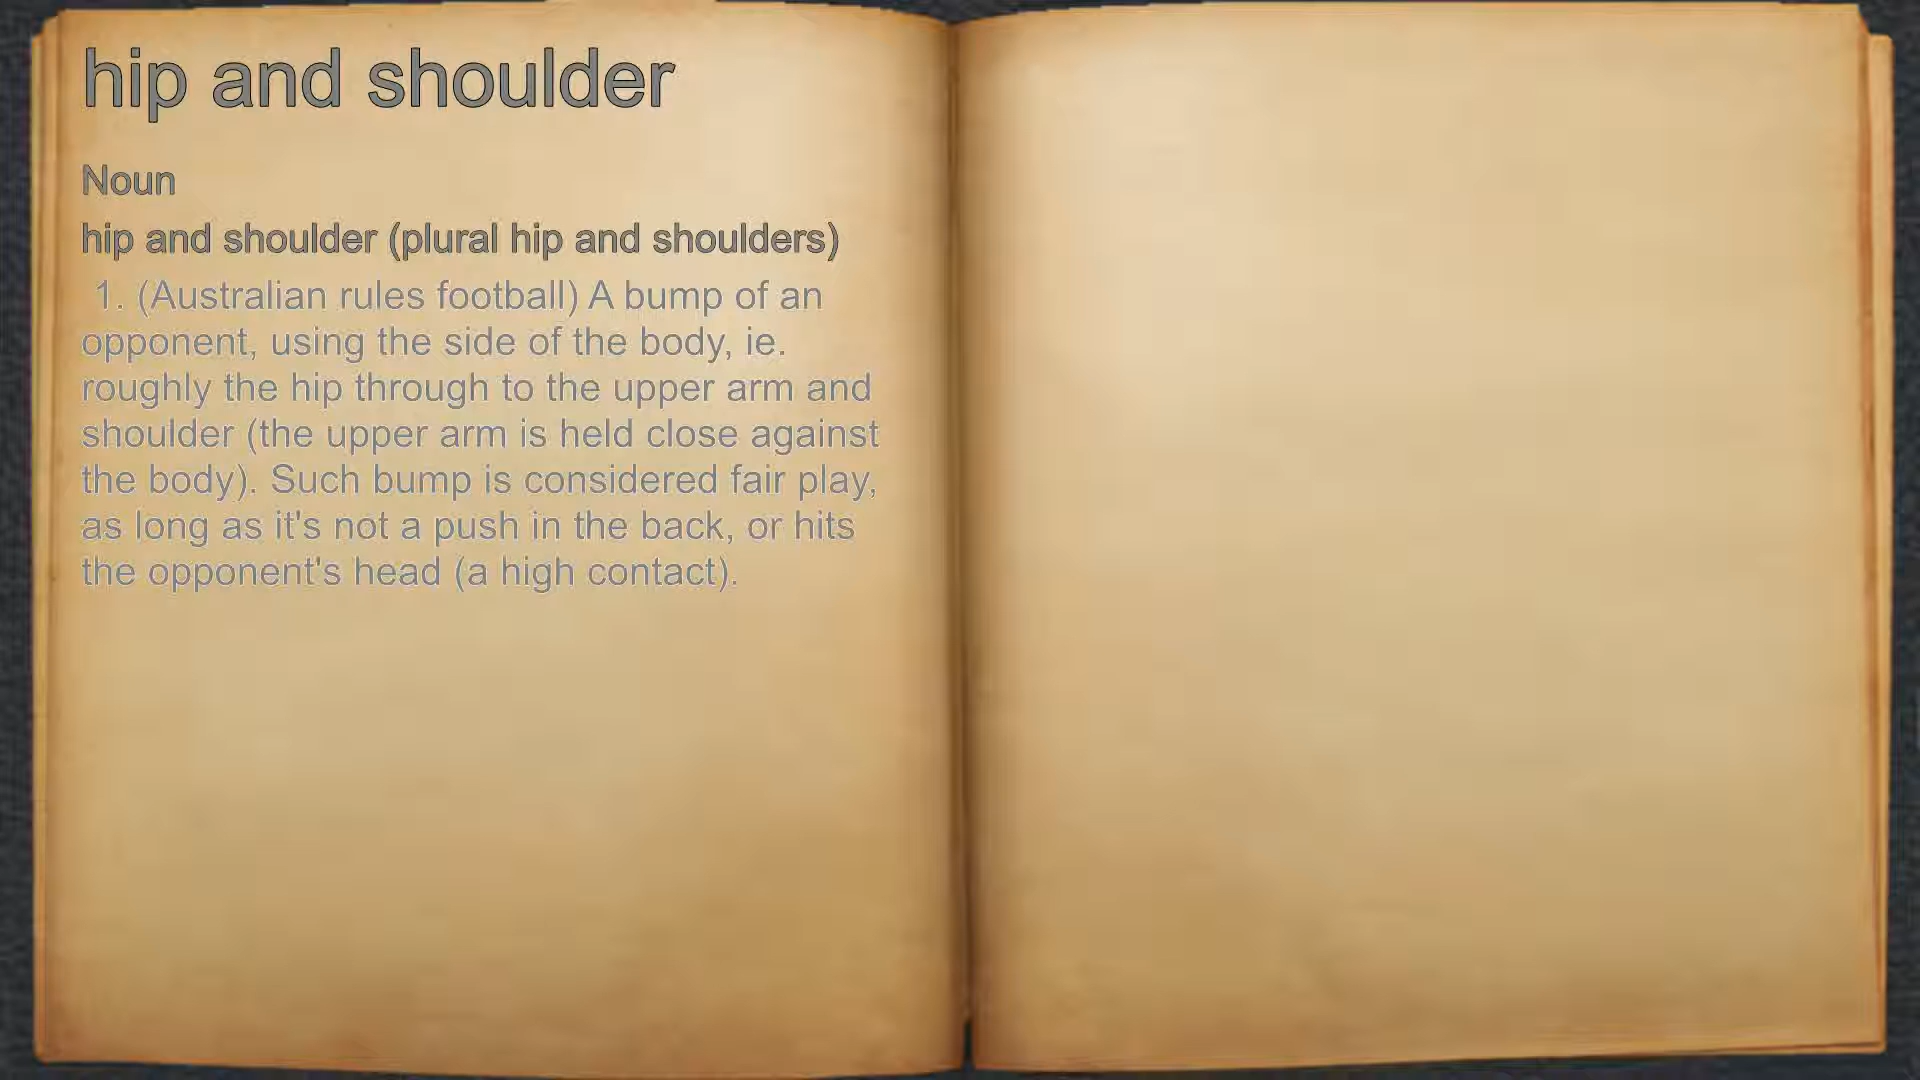 hip and shoulder
Noun
hip and shoulder (plural hip and shoulders)
1. (Australian rules football) A bump of an
opponent, using the side of the body, ie.
roughly the hip through to the upper arm and
shoulder (the upper arm is held close against
the body). Such bump is considered fair play,
as long as it's not a push in the back, or hits
the opponent's head (a high contact).